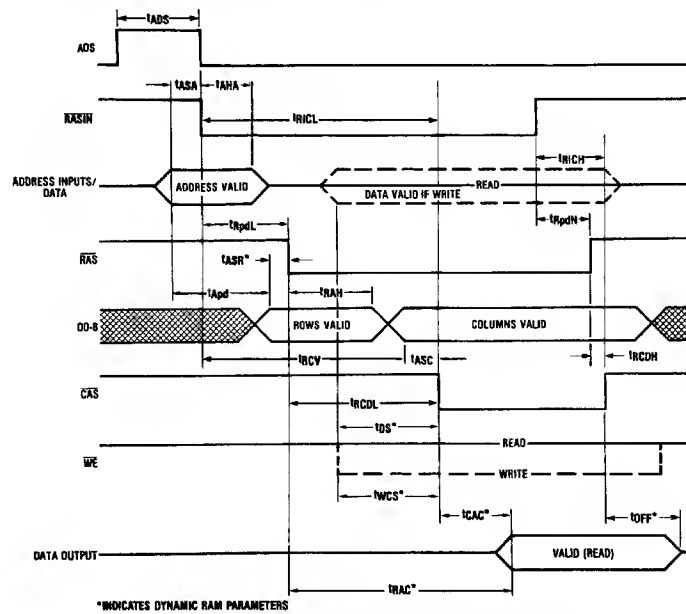 tADS
ADS
tASA tAHA
RASIN
tRICL
tRICH
ADDRESS INPUTS/
DATA
ADDRESS VALID
READ
DATA VALID IF WRITE
tRpdL
tRpdN
RAS
tASR*
tApd
tRAH
DO-8
ROWS VALID
COLUMNS VALID
tRCV
tASC
tRCDH
CAS
tRCDL
tDS*
READ
WE
WRITE
tWCS*
tCAC*
tOFF*
DATA OUTPUT
VALID (READ)
tRAC*
*INDICATES DYNAMIC RAM PARAMETERS